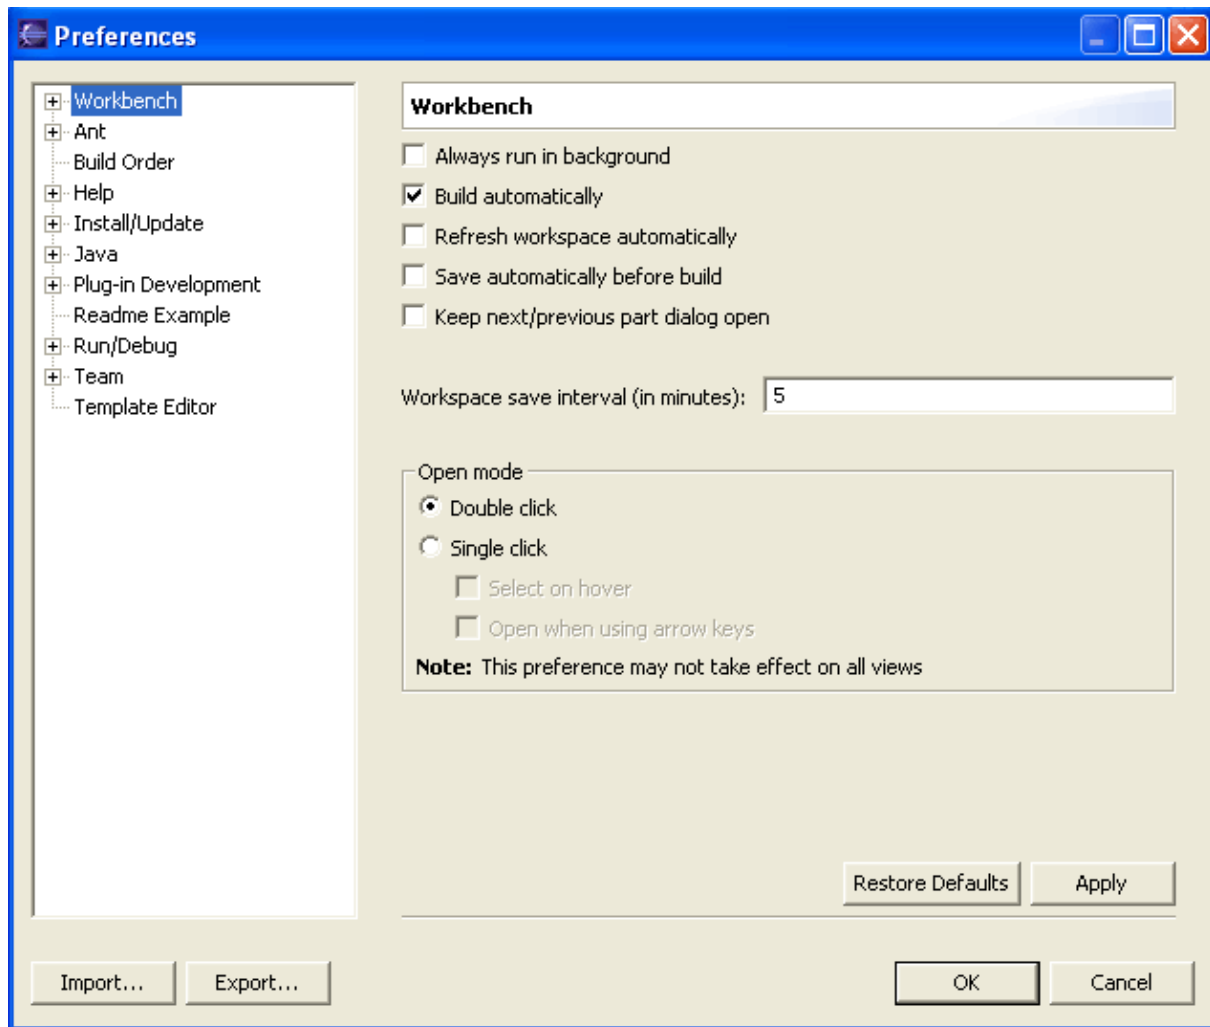 Preferences
Workbench
Ant
Build Order
Help
Install/Update
Java
Plug-in Development
Readme Example
Run/Debug
Team
Template Editor
Workbench
Always run in background
Build automatically
Refresh workspace automatically
Save automatically before build
Keep next/previous part dialog open
Workspace save interval (in minutes): 5
Open mode
Double click
Single click
Select on hover
Open when using arrow keys
Note: This preference may not take effect on all views
Restore Defaults Apply
Import... Export... OK Cancel